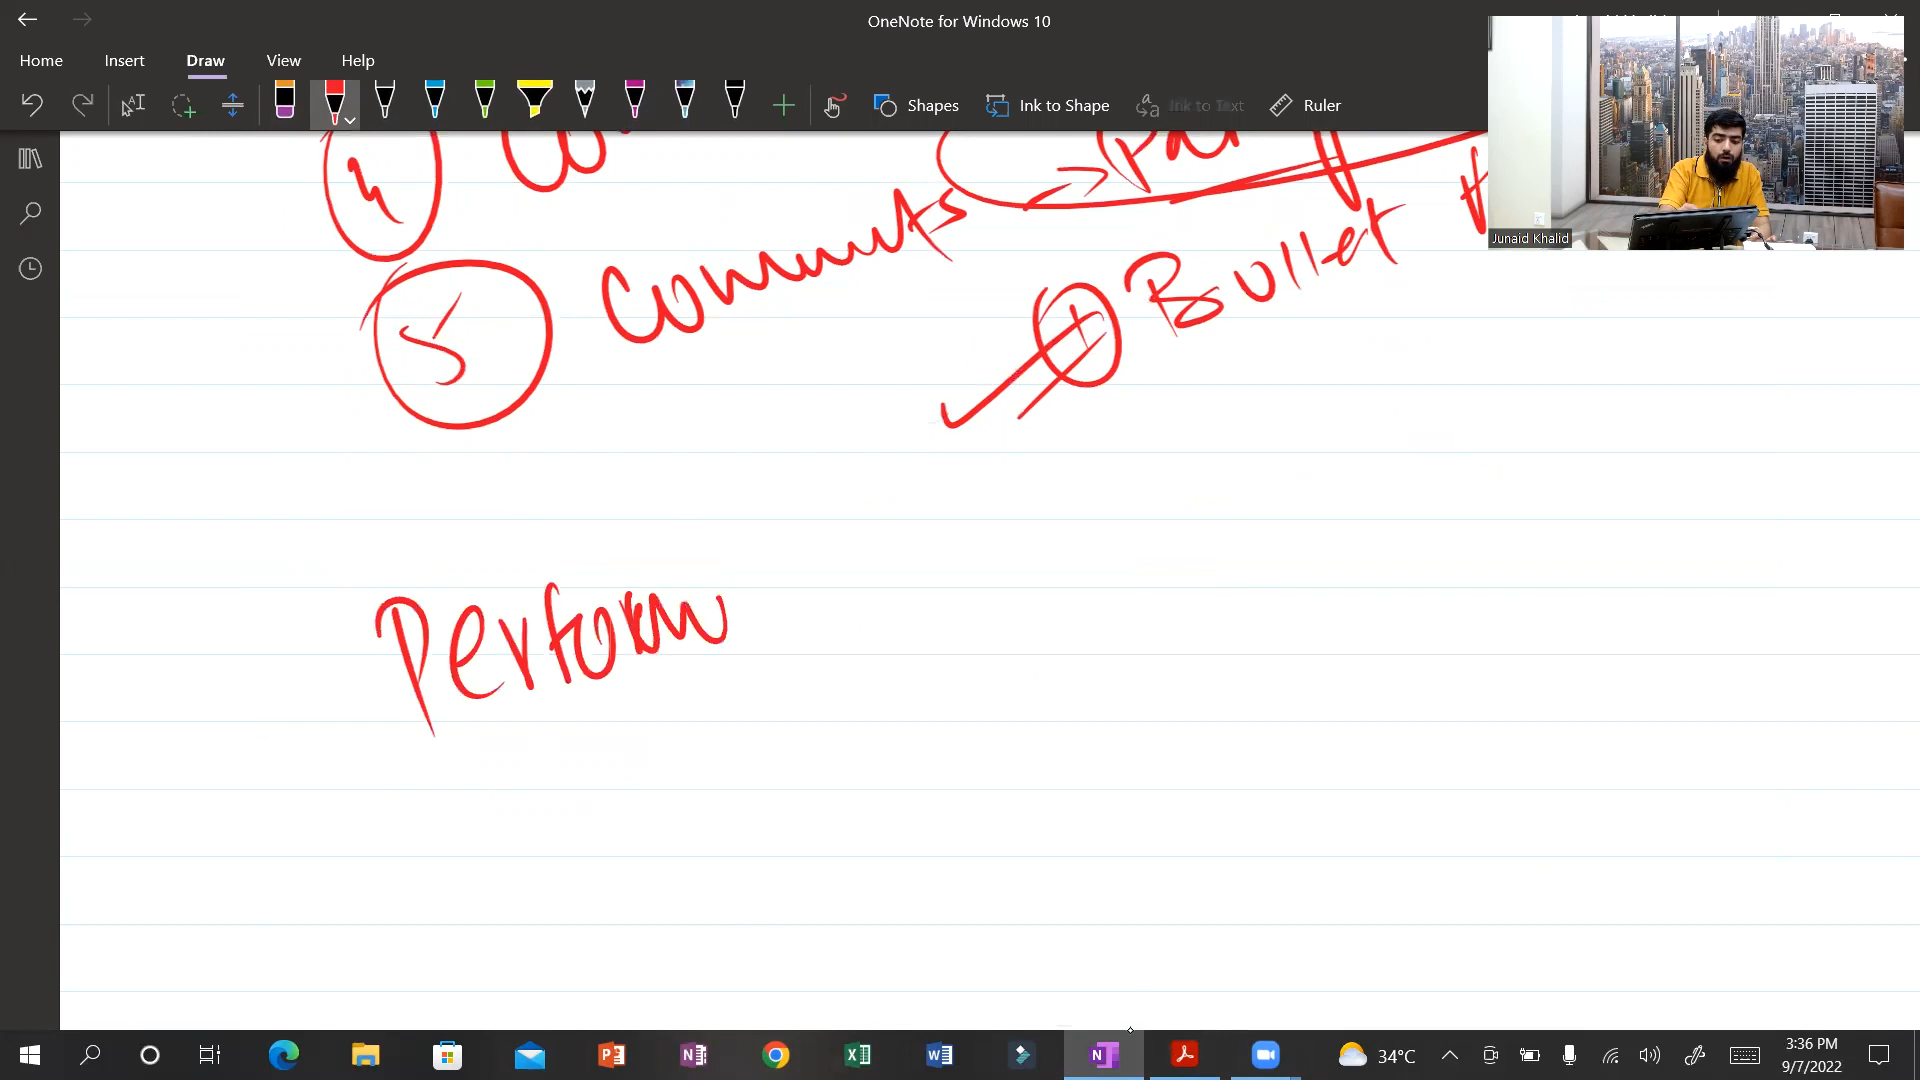 OneNote for Windows 10
Home Insert Draw View Help
Shapes Ink to Shape Ink to Text Ruler
4
5 Comments
+ Bullet
Junaid Khalid
Perform
34°C
3:36 PM
9/7/2022